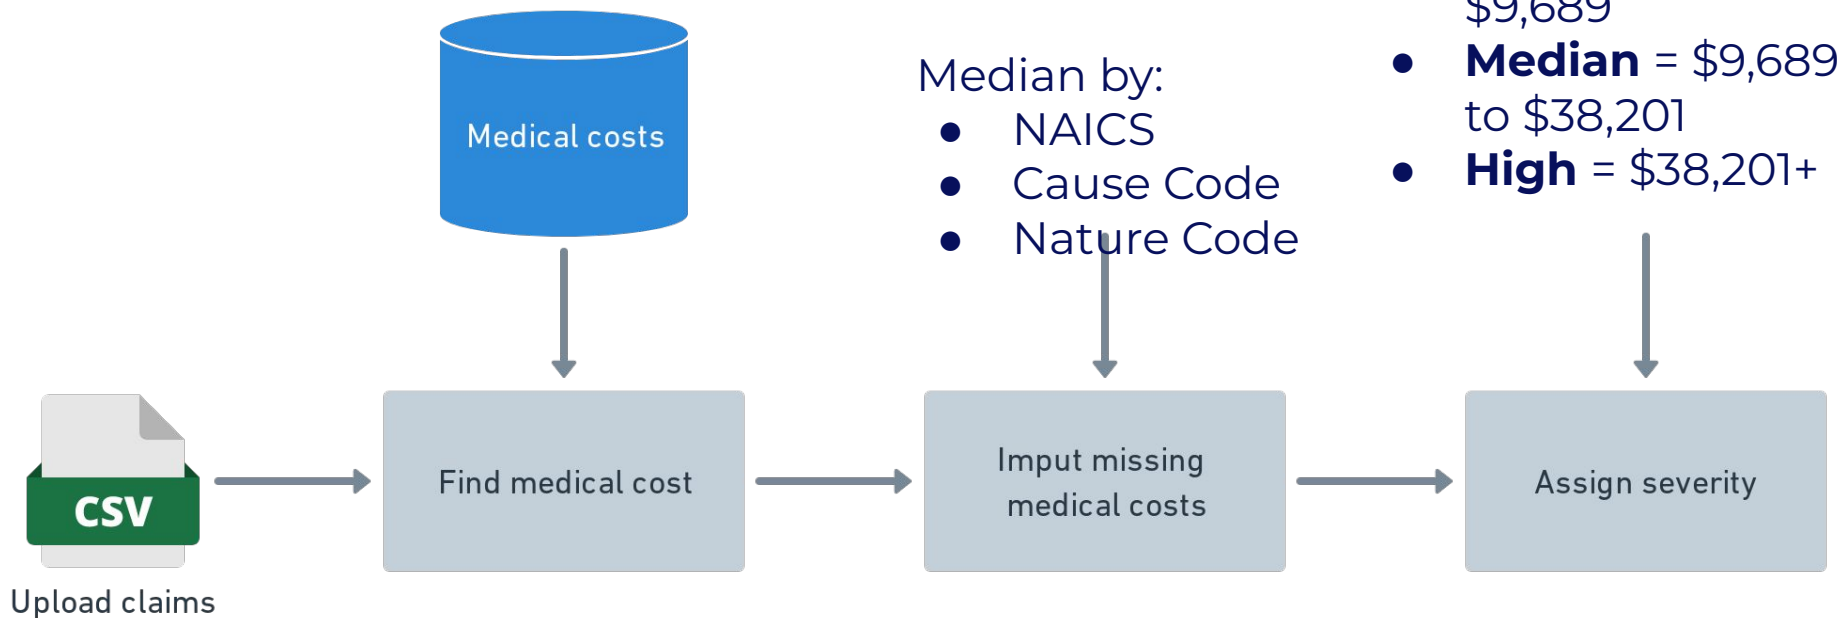 $9,689
Medical costs
Median by:
● NAICS
● Cause Code
● Nature Code
● Median = $9,689
to $38,201
● High = $38,201+
CSV
Upload claims
Find medical cost
Imput missing
medical costs
Assign severity